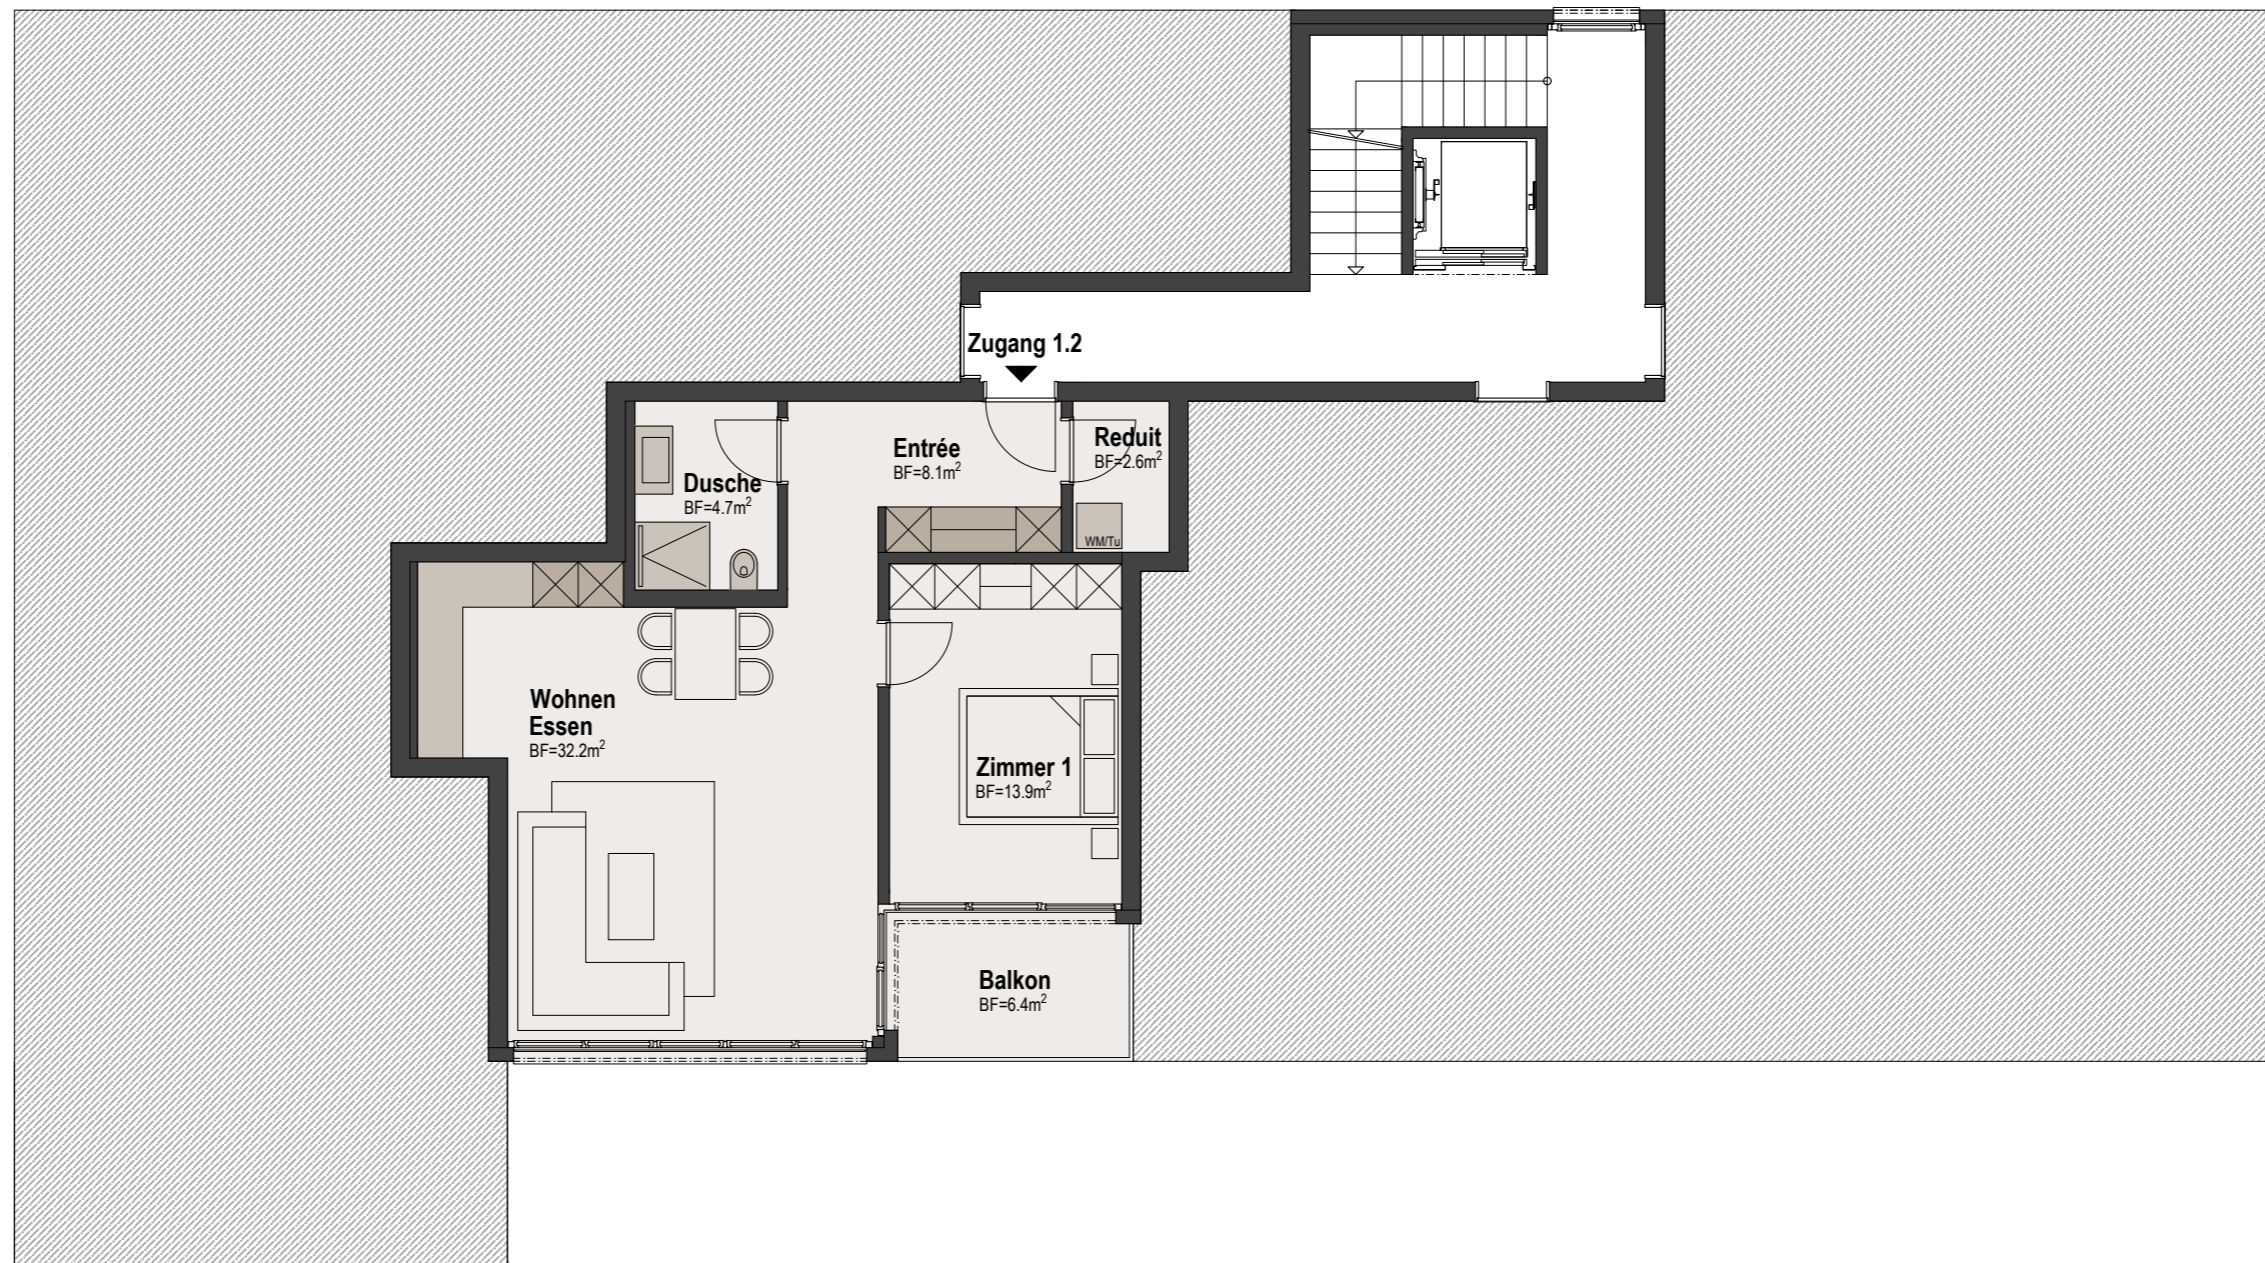 Zugang 1.2
Entrée
BF=8.1m²
Reduit
BF=2.6m²
Dusche
BF=4.7m²
WM/Tu
Wohnen
Essen
BF=32.2m²
Zimmer 1
BF=13.9m²
Balkon
BF=6.4m²